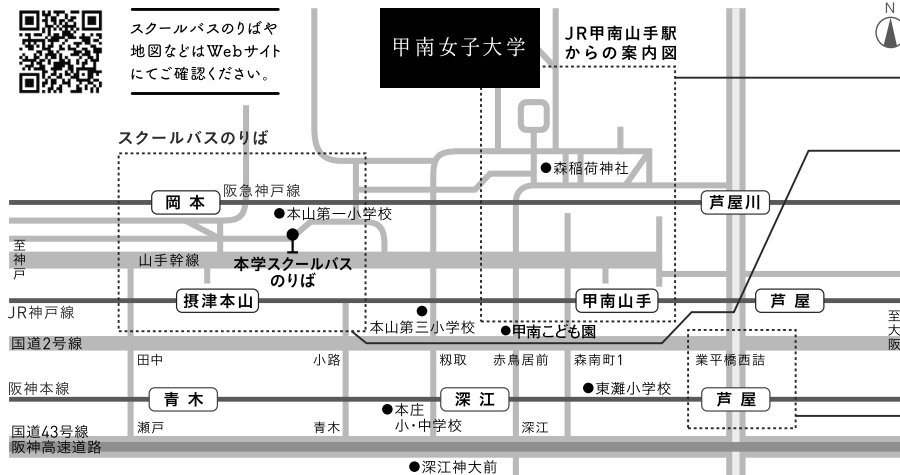 スクールバスのりばや
地図などはWebサイト
にてご確認ください。
甲南女子大学
JR甲南山手駅
からの案内図
N
スクールバスのりば
森稲荷神社
岡本
阪急神戸線
芦屋川
本山第一小学校
至神戸
山手幹線
本学スクールバス
のりば
摂津本山
甲南山手
芦屋
JR神戸線
本山第三小学校
甲南こども園
至大阪
国道2号線
田中
小路
籾取
赤鳥居前
森南町1
業平橋西詰
阪神本線
青木
深江
東灘小学校
芦屋
本庄
小・中学校
国道43号線
瀬戸
青木
深江
阪神高速道路
深江神大前